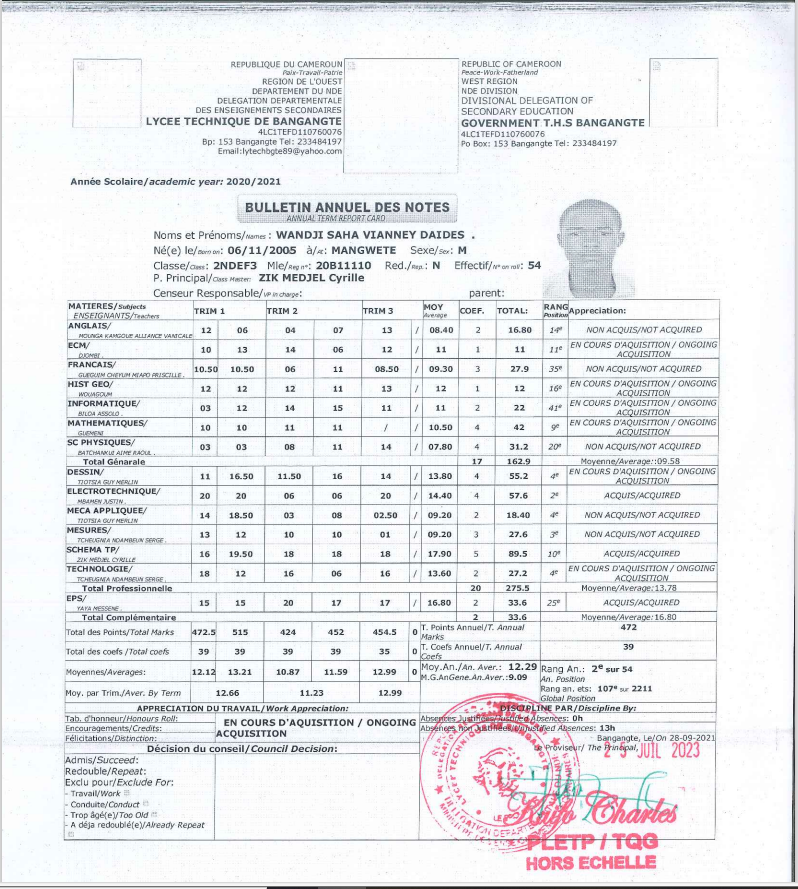 REPUBLIQUE DU CAMEROUN
Paix-Travail-Patrie
REGION DE L'OUEST
DEPARTEMENT DU NDE
DELEGATION DEPARTEMENTALE
DES ENSEIGNEMENTS SECONDAIRES
LYCEE TECHNIQUE DE BANGANGTE
4LC1TEFD110760076
Bp: 153 Bangangte Tel: 233484197
Email:lytechbgte89@yahoo.com
REPUBLIC OF CAMEROON
Peace-Work-Fatherland
WEST REGION
NDE DIVISION
DIVISIONAL DELEGATION OF
SECONDARY EDUCATION
GOVERNMENT T.H.S BANGANGTE
4LC1TEFD110760076
Po Box: 153 Bangangte Tel: 233484197
Année Scolaire/academic year: 2020/2021
BULLETIN ANNUEL DES NOTES
ANNUAL TERM REPORT CARD
Noms et Prénoms/Names : WANDJI SAHA VIANNEY DAIDES .
Né(e) le/Born on: 06/11/2005 à/At: MANGWETE Sexe/Sex: M
Classe/Class: 2NDEF3 Mle/Reg n°: 20B11110 Red./Rep.: N Effectif/N° on roll: 54
P. Principal/Class Master: ZIK MEDJEL Cyrille
Censeur Responsable/VP in charge: parent:
MATIERES/Subjects ENSEIGNANTS/Teachers TRIM 1 TRIM 2 TRIM 3 MOY Average COEF. TOTAL: RANG Position Appreciation:
ANGLAIS/ 12 06 04 07 13 / 08.40 2 16.80 14e NON ACQUIS/NOT ACQUIRED
MOUNGA KAMGOUE ALLIANCE VANICALE
ECM/ 10 13 14 06 12 / 11 1 11 11e EN COURS D'AQUISITION / ONGOING ACQUISITION
DJOMBI .
FRANCAIS/ 10.50 10.50 06 11 08.50 / 09.30 3 27.9 35e NON ACQUIS/NOT ACQUIRED
GUEGUIM CHEYUM MIAPO PRISCILLE .
HIST GEO/ 12 12 12 11 13 / 12 1 12 16e EN COURS D'AQUISITION / ONGOING ACQUISITION
WOUAGOUM
INFORMATIQUE/ 03 12 14 15 11 / 11 2 22 41e EN COURS D'AQUISITION / ONGOING ACQUISITION
BILOA ASSOLO .
MATHEMATIQUES/ 10 10 11 11 / / 10.50 4 42 9e EN COURS D'AQUISITION / ONGOING ACQUISITION
GUEMENI
SC PHYSIQUES/ 03 03 08 11 14 / 07.80 4 31.2 20e NON ACQUIS/NOT ACQUIRED
BATCHANKUI AIME RAOUL .
Total Génarale 17 162.9 Moyenne/Average::09.58
DESSIN/ 11 16.50 11.50 16 14 / 13.80 4 55.2 4e EN COURS D'AQUISITION / ONGOING ACQUISITION
TIOTSIA GUY MERLIN
ELECTROTECHNIQUE/ 20 20 06 06 20 / 14.40 4 57.6 2e ACQUIS/ACQUIRED
MBAMEN JUSTIN .
MECA APPLIQUEE/ 14 18.50 03 08 02.50 / 09.20 2 18.40 4e NON ACQUIS/NOT ACQUIRED
TIOTSIA GUY MERLIN
MESURES/ 13 12 10 10 01 / 09.20 3 27.6 3e NON ACQUIS/NOT ACQUIRED
TCHEUGNIA NDAMBEUN SERGE .
SCHEMA TP/ 16 19.50 18 18 18 / 17.90 5 89.5 10e ACQUIS/ACQUIRED
ZIK MEDJEL CYRILLE
TECHNOLOGIE/ 18 12 16 06 16 / 13.60 2 27.2 4e EN COURS D'AQUISITION / ONGOING ACQUISITION
TCHEUGNIA NDAMBEUN SERGE .
Total Professionnel 20 275.5 Moyenne/Average:13.78
EPS/ 15 15 20 17 17 / 16.80 2 33.6 25e ACQUIS/ACQUIRED
YAYA MESSENE .
Total Complémentaire 2 33.6 Moyenne/Average:16.80
Total des Points/Total Marks 472.5 515 424 452 454.5 0 T. Points Annuel/T. Annual Marks 472
Total des coefs/Total coefs 39 39 39 39 35 0 T. Coefs Annuel/T. Annual Coefs 39
Moyennes/Averages: 12.12 13.21 10.87 11.59 12.99 0 Moy.An./An. Aver.: 12.29 Rang An.: 2e sur 54
M.G.AnGene.An.Aver.:9.09 An. Position
Moy. par Trim./Aver. By Term 12.66 11.23 12.99 Rang an. ets: 107e sur 2211
Global Position
APPRECIATION DU TRAVAIL/Work Appreciation: DISCIPLINE PAR/Discipline By:
Tab. d'honneur/Honours Roll: EN COURS D'AQUISITION / ONGOING ACQUISITION
Encouragements/Credits:
Félicitations/Distinction:
Absences Justifiées/Justified Absences: 0h
Absences non Justifiées/Unjustified Absences: 13h
Décision du conseil/Council Decision:
Bangangte, Le/On 28-09-2021
Le Proviseur/ The Principal,
25 JUIL 2023
Admis/Succeed:
Redouble/Repeat:
Exclu pour/Exclude For:
- Travail/Work
- Conduite/Conduct
- Trop âgé(e)/Too Old
- A déja redoublé(e)/Already Repeat
Charles
PLETP / TQG
HORS ECHELLE